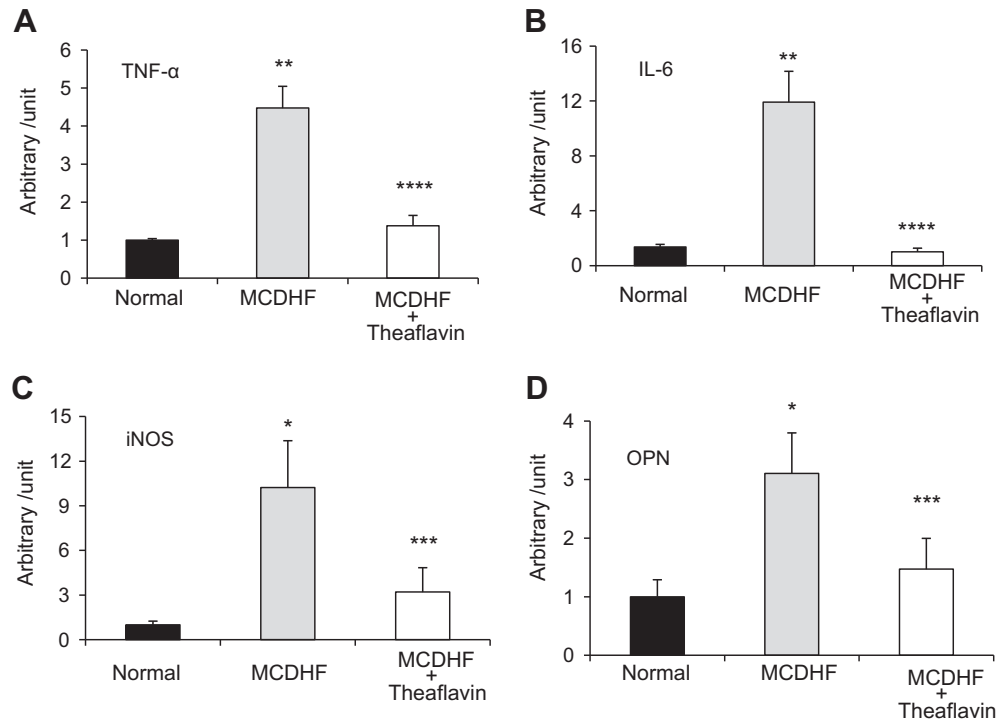 A
TNF-α
Arbitrary /unit
6
5
4
3
2
1
0
**
****
Normal
MCDHF
MCDHF
+
Theaflavin
B
IL-6
Arbitrary /unit
16
12
8
4
0
**
****
Normal
MCDHF
MCDHF
+
Theaflavin
C
iNOS
Arbitrary /unit
15
12
9
6
3
0
*
***
Normal
MCDHF
MCDHF
+
Theaflavin
D
OPN
Arbitrary /unit
4
3
2
1
0
*
***
Normal
MCDHF
MCDHF
+
Theaflavin